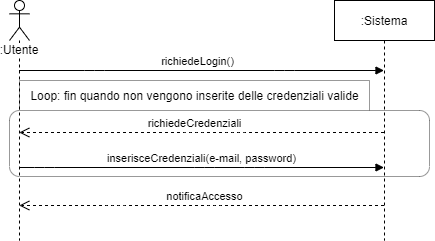 :Utente
:Sistema
richiedeLogin()
Loop: fin quando non vengono inserite delle credenziali valide
richiedeCredenziali
inserisceCredenziali(e-mail, password)
notificaAccesso